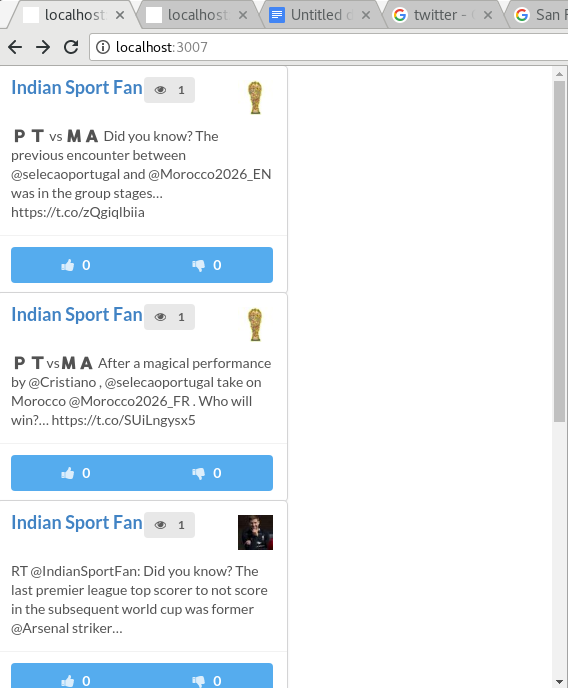 localhost:
localhost
Untitled d
twitter - G
San F
localhost:3007
Indian Sport Fan 1
P T vs M A Did you know? The
previous encounter between
@selecaoportugal and @Morocco2026_EN
was in the group stages…
https://t.co/zQgiqlbiia
0 0
Indian Sport Fan 1
P T vs M A After a magical performance
by @Cristiano , @selecaoportugal take on
Morocco @Morocco2026_FR . Who will
win?… https://t.co/SUiLngysx5
0 0
Indian Sport Fan 1
RT @IndianSportFan: Did you know? The
last premier league top scorer to not score
in the subsequent world cup was former
@Arsenal striker…
0 0